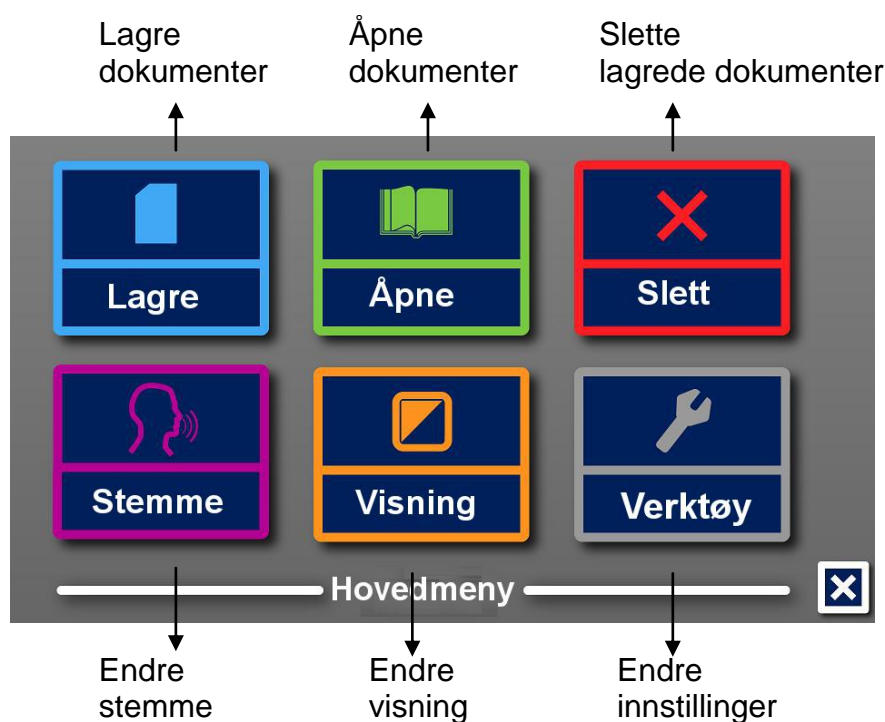 Lagre
dokumenter
Åpne
dokumenter
Slette
lagrede dokumenter
Lagre
Åpne
Slett
Stemme
Visning
Verktøy
Hovedmeny
Endre
stemme
Endre
visning
Endre
innstillinger